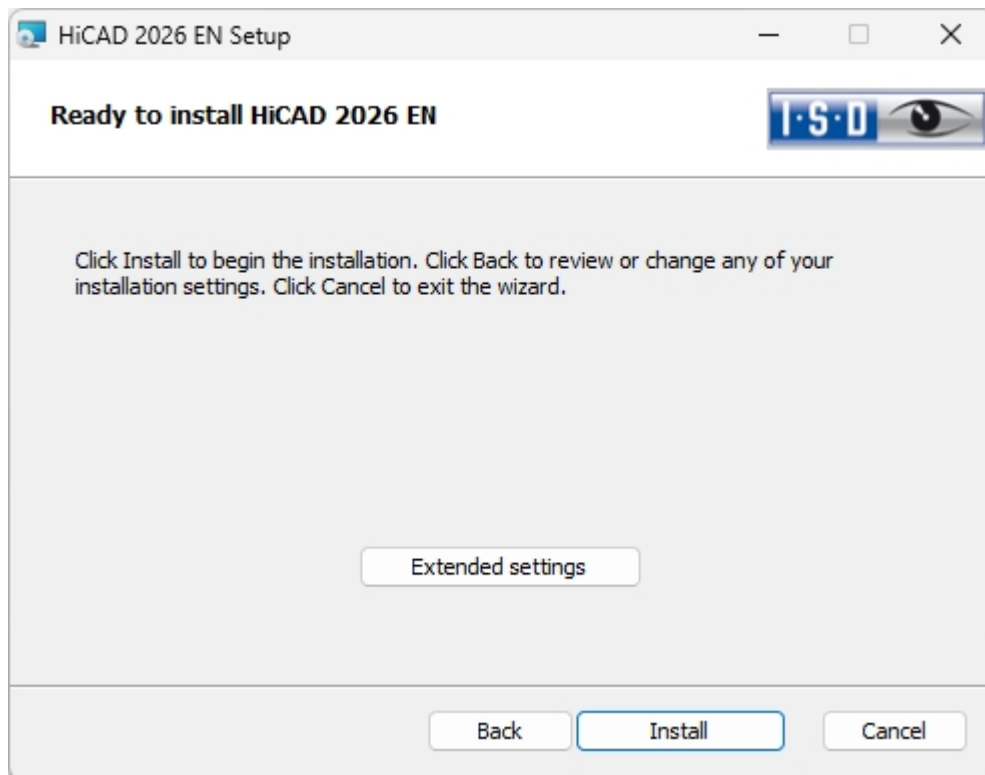 HiCAD 2026 EN Setup
Ready to install HiCAD 2026 EN
I·S·D
Click Install to begin the installation. Click Back to review or change any of your
installation settings. Click Cancel to exit the wizard.
Extended settings
Back
Install
Cancel